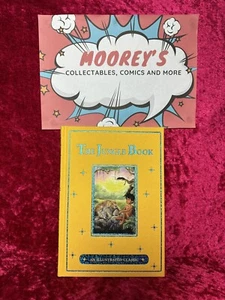 MOOREY'S
COLLECTABLES, COMICS AND MORE
THE JUNGLE BOOK
AN ILLUSTRATED CLASSIC